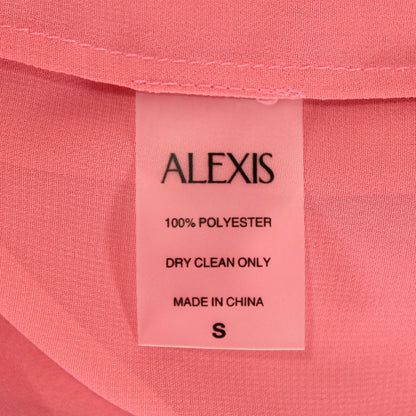 ALEXIS
100% POLYESTER
DRY CLEAN ONLY
MADE IN CHINA
S